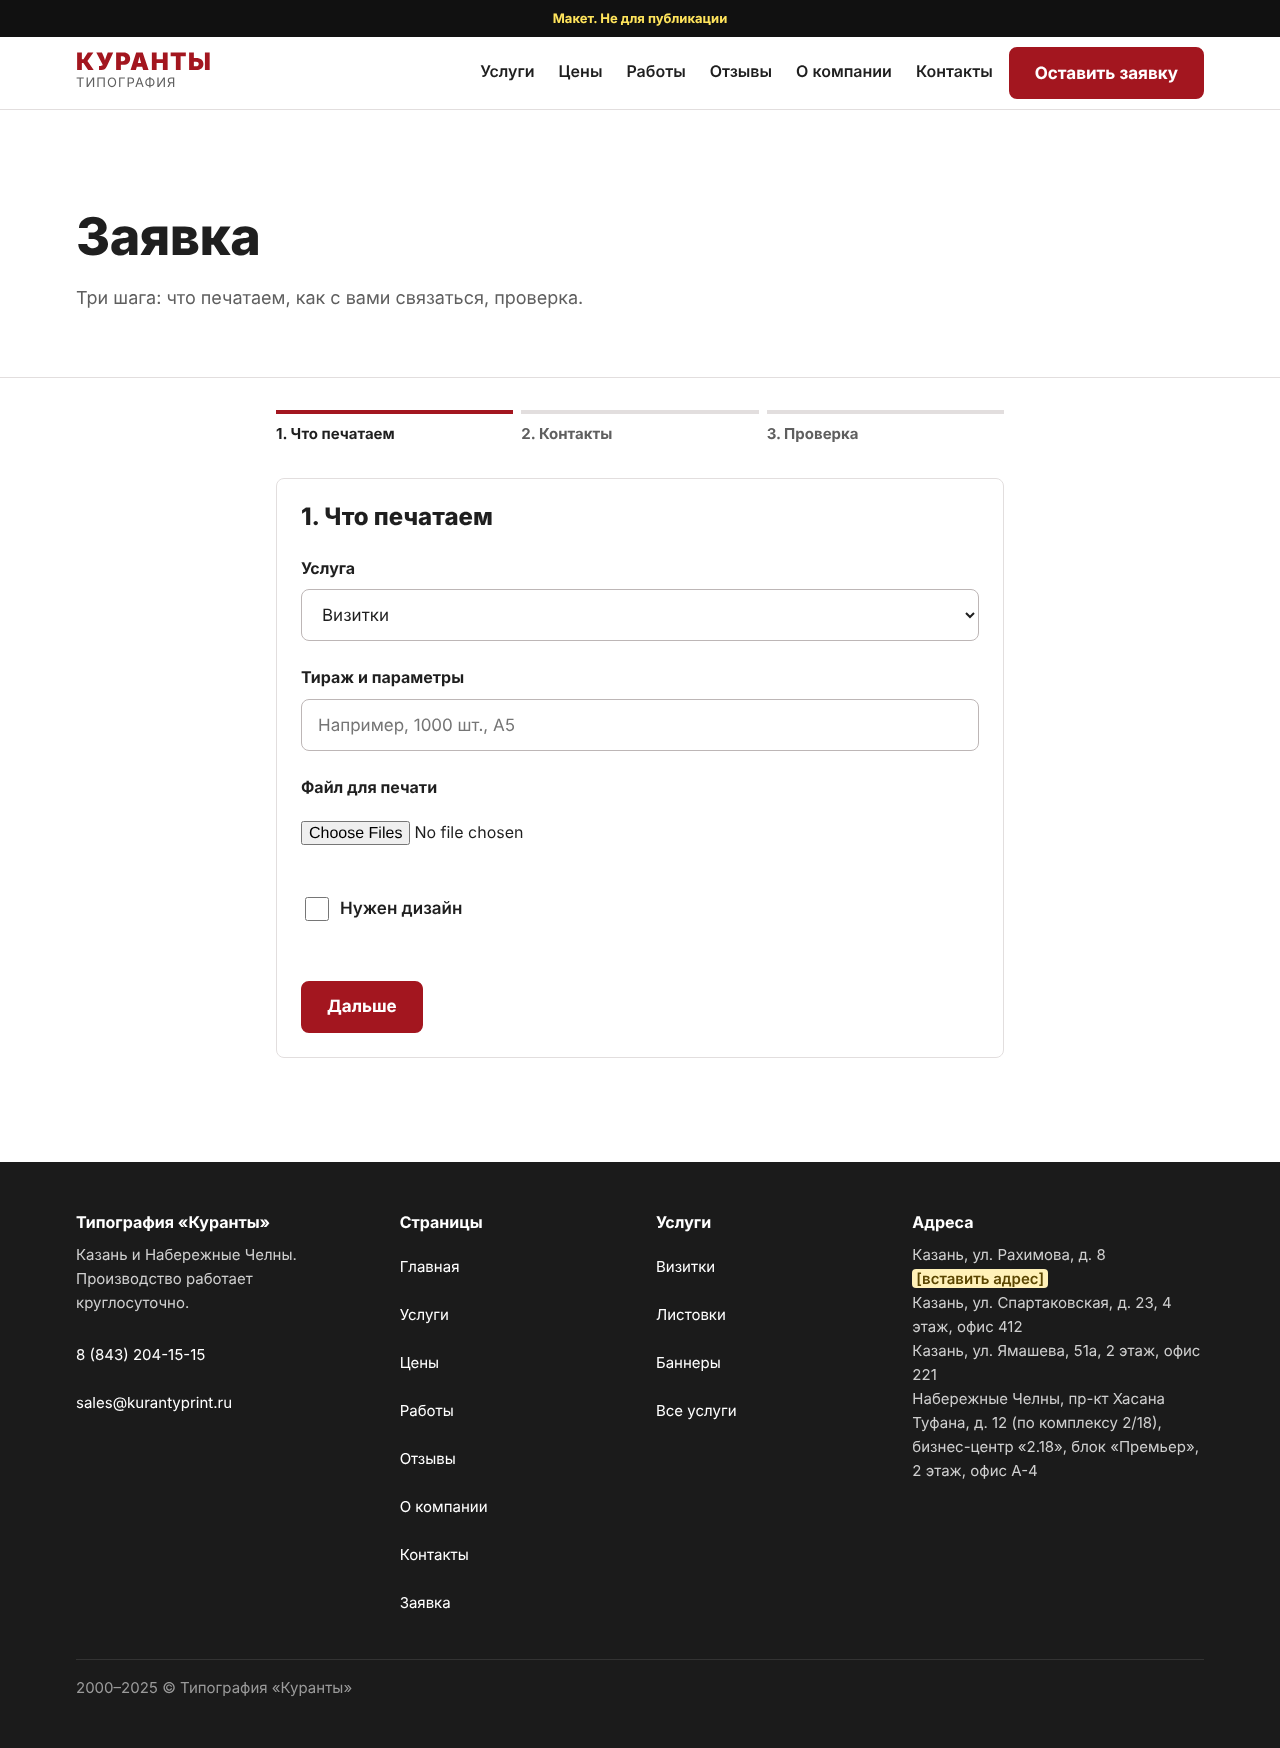 Макет. Не для публикации
КУРАНТЫ
ТИПОГРАФИЯ
Услуги
Цены
Работы
Отзывы
О компании
Контакты
Оставить заявку
Заявка
Три шага: что печатаем, как с вами связаться, проверка.
1. Что печатаем
2. Контакты
3. Проверка
1. Что печатаем
Услуга
Визитки
Тираж и параметры
Например, 1000 шт., А5
Файл для печати
Choose Files No file chosen
Нужен дизайн
Дальше
Типография «Куранты»
Казань и Набережные Челны.
Производство работает
круглосуточно.
8 (843) 204-15-15
sales@kurantyprint.ru
Страницы
Главная
Услуги
Цены
Работы
Отзывы
О компании
Контакты
Заявка
Услуги
Визитки
Листовки
Баннеры
Все услуги
Адреса
Казань, ул. Рахимова, д. 8
[вставить адрес]
Казань, ул. Спартаковская, д. 23, 4
этаж, офис 412
Казань, ул. Ямашева, 51а, 2 этаж, офис
221
Набережные Челны, пр-кт Хасана
Туфана, д. 12 (по комплексу 2/18),
бизнес-центр «2.18», блок «Премьер»,
2 этаж, офис А-4
2000–2025 © Типография «Куранты»